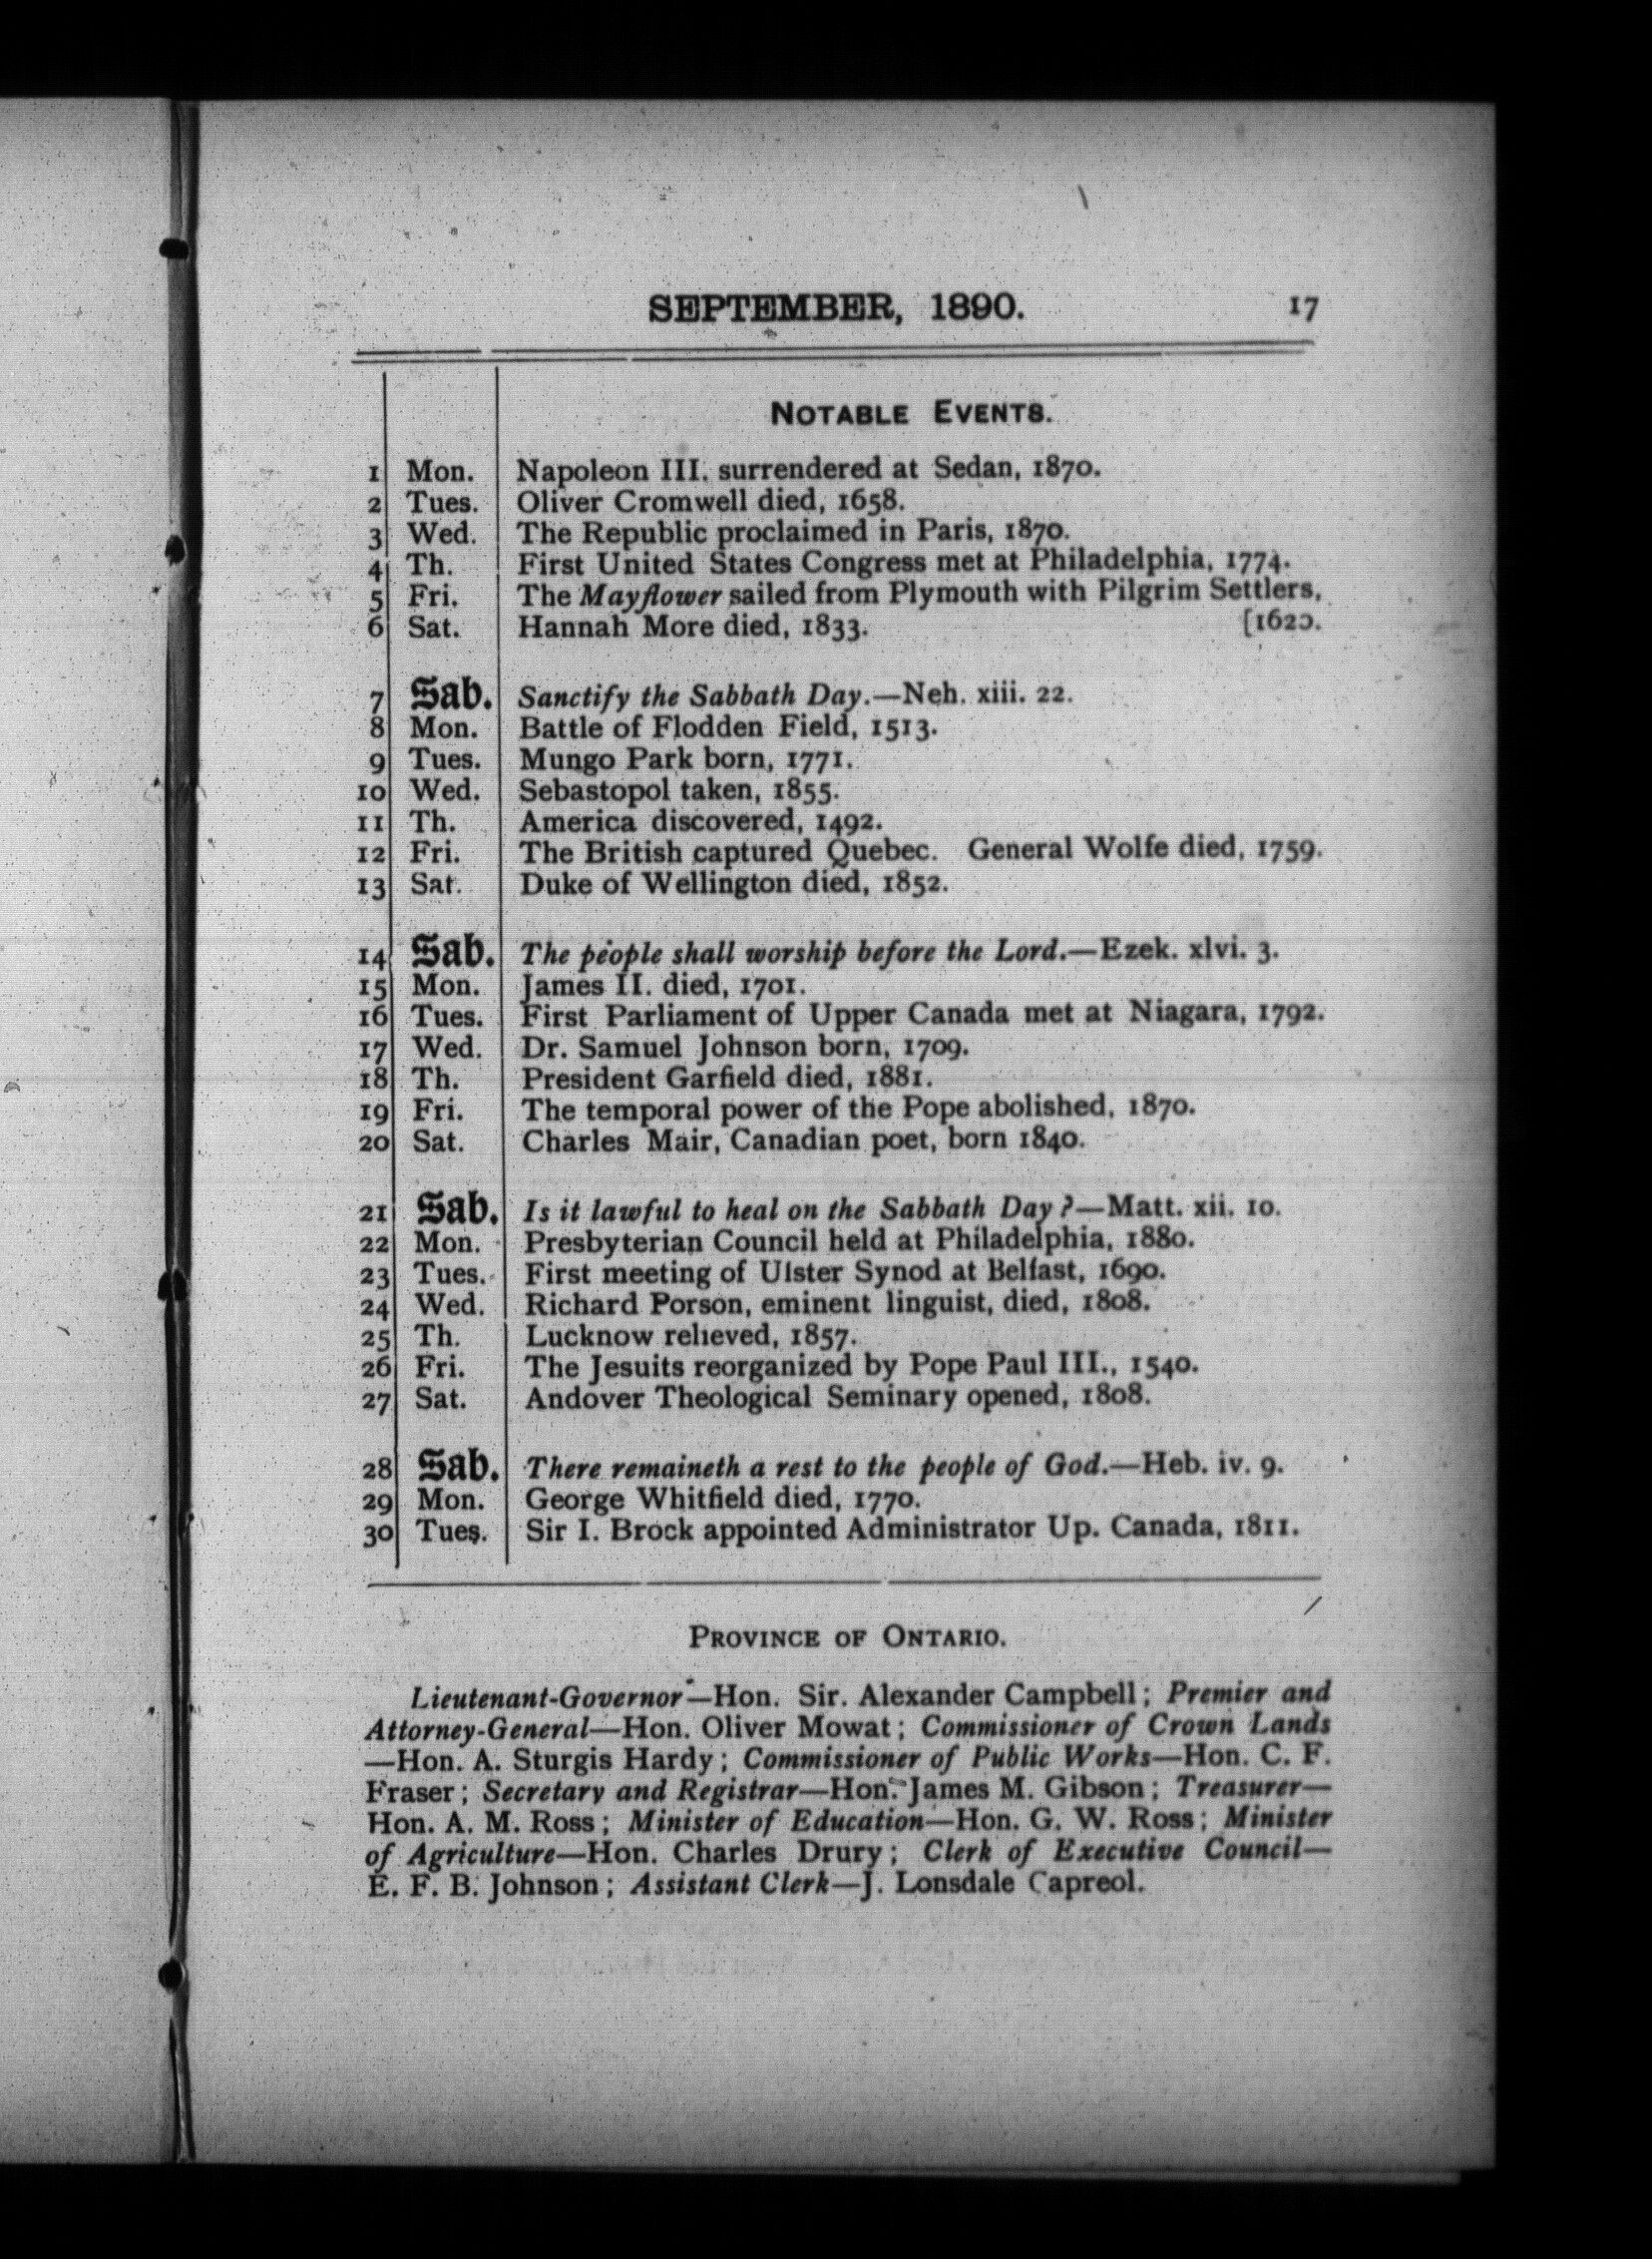 SEPTEMBER, 1890. 17
NOTABLE EVENTS.
1 Mon. Napoleon III. surrendered at Sedan, 1870.
2 Tues. Oliver Cromwell died, 1658.
3 Wed. The Republic proclaimed in Paris, 1870.
4 Th. First United States Congress met at Philadelphia, 1774.
5 Fri. The Mayflower sailed from Plymouth with Pilgrim Settlers,
6 Sat. Hannah More died, 1833. [1620.
7 Sab. Sanctify the Sabbath Day.—Neh. xiii. 22.
8 Mon. Battle of Flodden Field, 1513.
9 Tues. Mungo Park born, 1771.
10 Wed. Sebastopol taken, 1855.
11 Th. America discovered, 1492.
12 Fri. The British captured Quebec. General Wolfe died, 1759.
13 Sat. Duke of Wellington died, 1852.
14 Sab. The people shall worship before the Lord.—Ezek. xlvi. 3.
15 Mon. James II. died, 1701.
16 Tues. First Parliament of Upper Canada met at Niagara, 1792.
17 Wed. Dr. Samuel Johnson born, 1709.
18 Th. President Garfield died, 1881.
19 Fri. The temporal power of the Pope abolished, 1870.
20 Sat. Charles Mair, Canadian poet, born 1840.
21 Sab. Is it lawful to heal on the Sabbath Day?—Matt. xii. 10.
22 Mon. Presbyterian Council held at Philadelphia, 1880.
23 Tues. First meeting of Ulster Synod at Belfast, 1690.
24 Wed. Richard Porson, eminent linguist, died, 1808.
25 Th. Lucknow relieved, 1857.
26 Fri. The Jesuits reorganized by Pope Paul III., 1540.
27 Sat. Andover Theological Seminary opened, 1808.
28 Sab. There remaineth a rest to the people of God.—Heb. iv. 9.
29 Mon. George Whitfield died, 1770.
30 Tues. Sir I. Brock appointed Administrator Up. Canada, 1811.
PROVINCE OF ONTARIO.
Lieutenant-Governor—Hon. Sir. Alexander Campbell; Premier and
Attorney-General—Hon. Oliver Mowat; Commissioner of Crown Lands
—Hon. A. Sturgis Hardy; Commissioner of Public Works—Hon. C. F.
Fraser; Secretary and Registrar—Hon. James M. Gibson; Treasurer—
Hon. A. M. Ross; Minister of Education—Hon. G. W. Ross; Minister
of Agriculture—Hon. Charles Drury; Clerk of Executive Council—
E. F. B. Johnson; Assistant Clerk—J. Lonsdale Capreol.